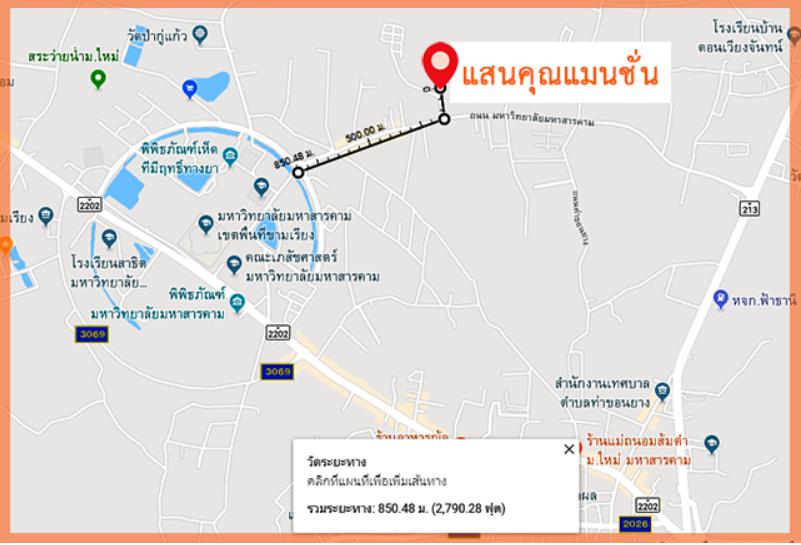 โรงเรียนบ้าน
ดอนเวียงจันทน์
วัดป่ากู่แก้ว
สระว่ายน้ำม.ใหม่
แสนคุณแมนชั่น
0
500.00 ม.
850.48 ม.
ถนน มหาวิทยาลัยมหาสารคาม
พิพิธภัณฑ์เห็ด
ที่มีฤทธิ์ทางยา
2202
213
มหาวิทยาลัยมหาสารคาม
เขตพื้นที่ขามเรียง
คณะเภสัชศาสตร์
มหาวิทยาลัยมหาสารคาม
โรงเรียนสาธิต
มหาวิทยาลัย...
พิพิธภัณฑ์
มหาวิทยาลัยมหาสารคาม
หจก.ฟ้าธานี
3069
2202
3069
สำนักงานเทศบาล
ตำบลท่าขอนยาง
ร้านแม่ถนอมส้มตำ
ม.ใหม่ มหาสารคาม
วัดระยะทาง
คลิกที่แผนที่เพื่อเพิ่มเส้นทาง
รวมระยะทาง: 850.48 ม. (2,790.28 ฟุต)
2202
2026